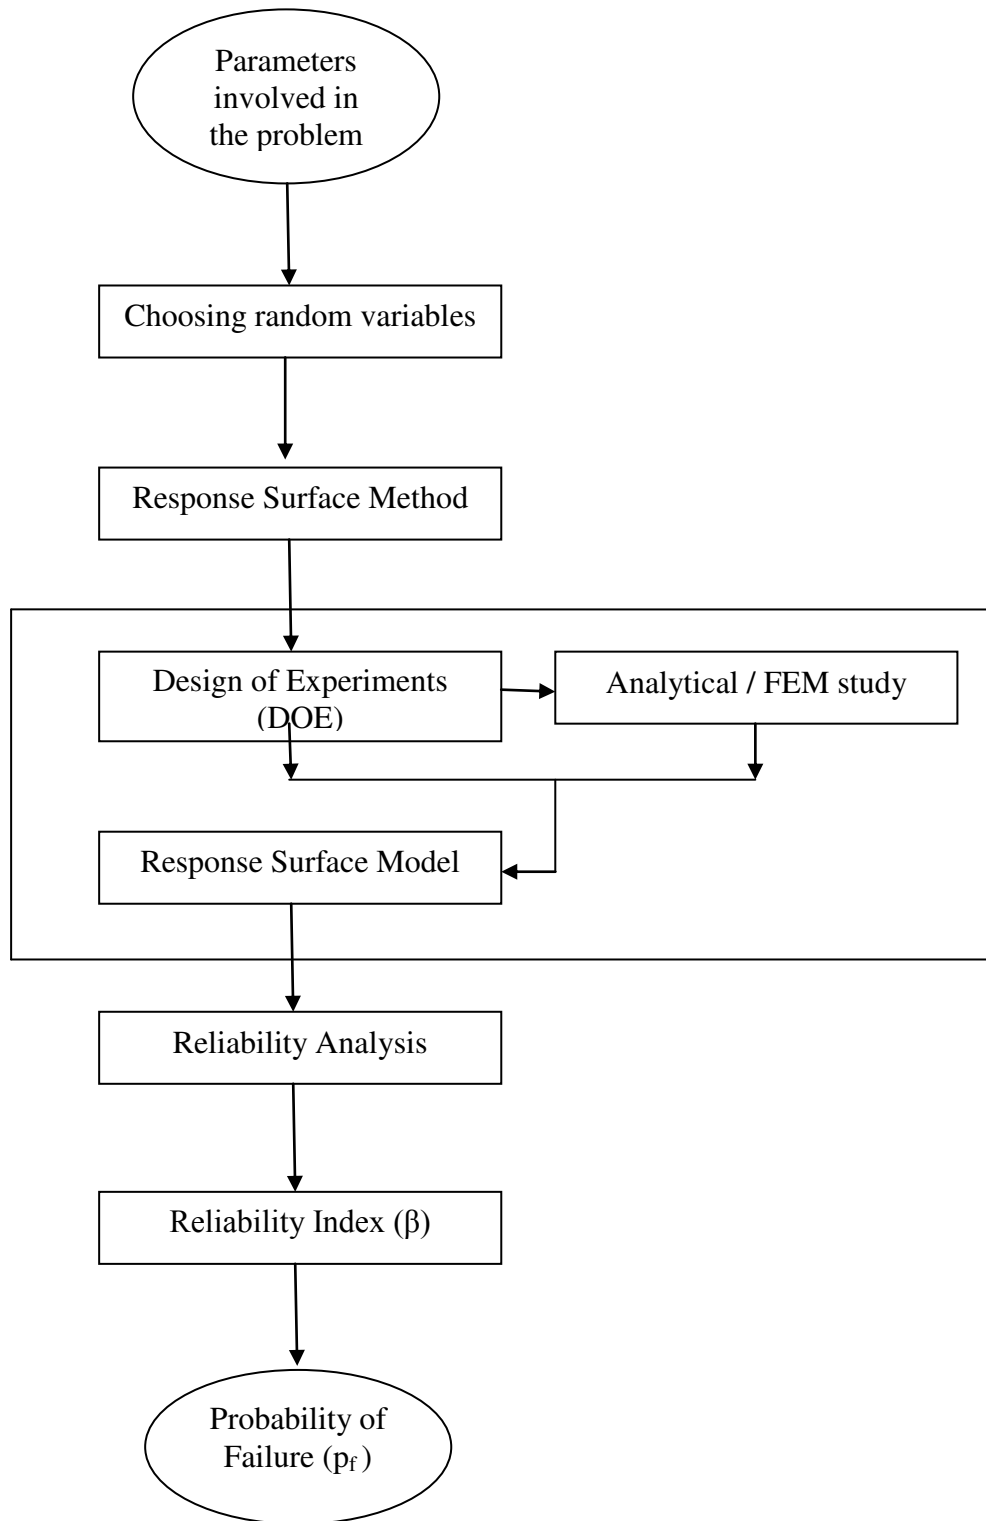 Parameters
involved in
the problem
Choosing random variables
Response Surface Method
Design of Experiments
(DOE)
Analytical / FEM study
Response Surface Model
Reliability Analysis
Reliability Index (β)
Probability of
Failure (pf )